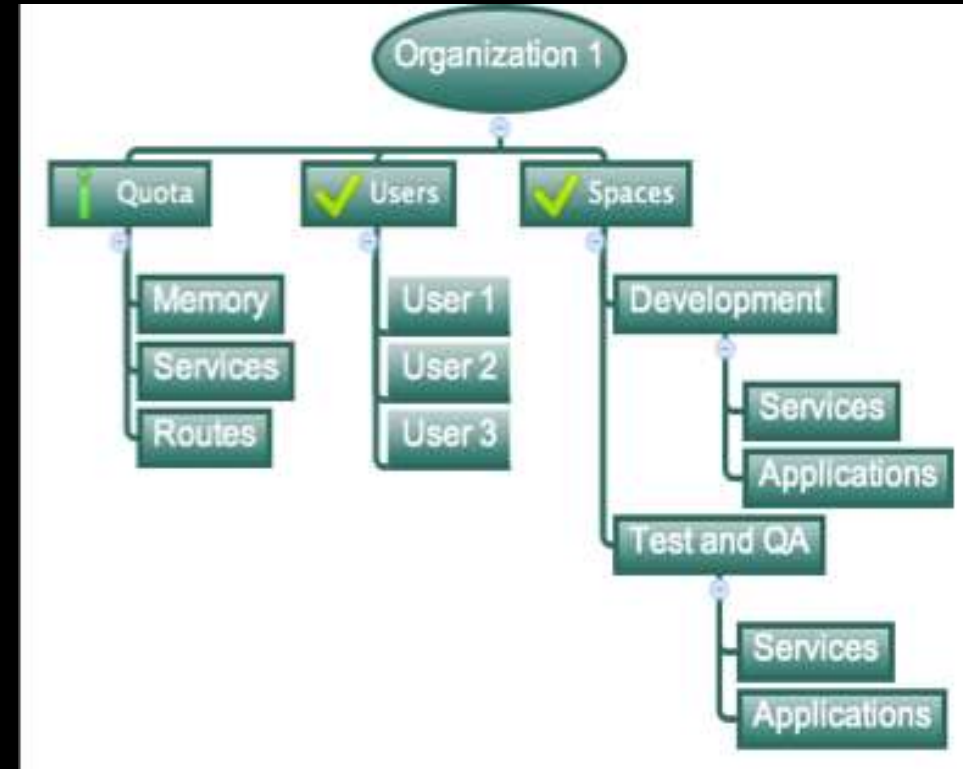 Organization 1
Quota
Users
Spaces
Memory
Services
Routes
User 1
User 2
User 3
Development
Services
Applications
Test and QA
Services
Applications